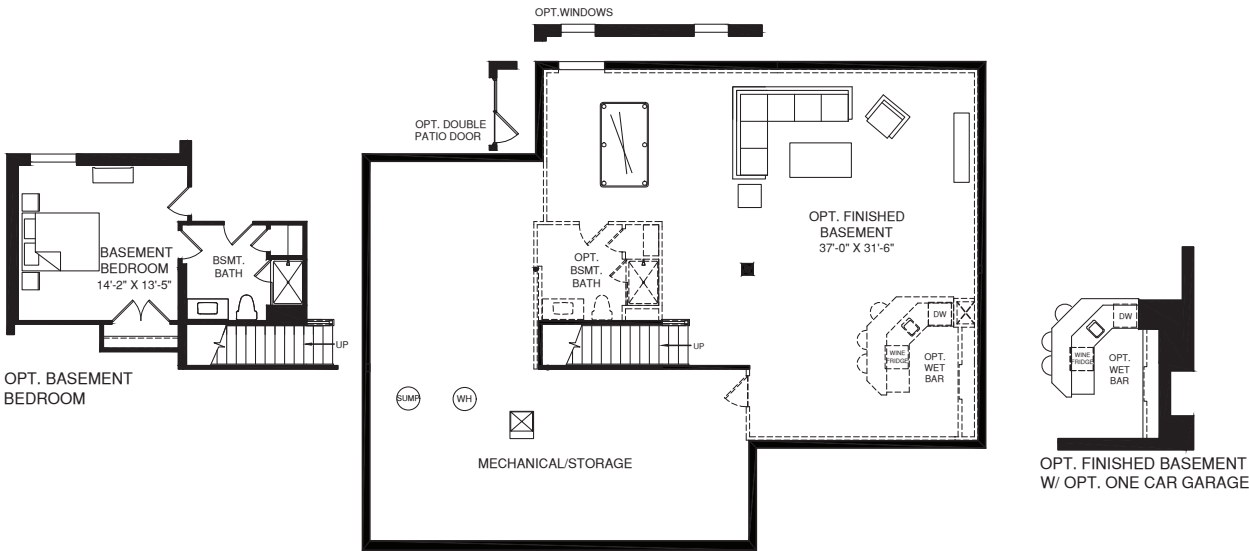 OPT.WINDOWS
OPT. DOUBLE
PATIO DOOR
BASEMENT
BEDROOM
14'-2" X 13'-5"
BSMT.
BATH
UP
OPT. BASEMENT
BEDROOM
OPT. FINISHED
BASEMENT
37'-0" X 31'-6"
OPT.
BSMT.
BATH
UP
DW
WINE
FRIDGE
OPT.
WET
BAR
SUMP
WH
MECHANICAL/STORAGE
DW
WINE
FRIDGE
OPT.
WET
BAR
OPT. FINISHED BASEMENT
W/ OPT. ONE CAR GARAGE